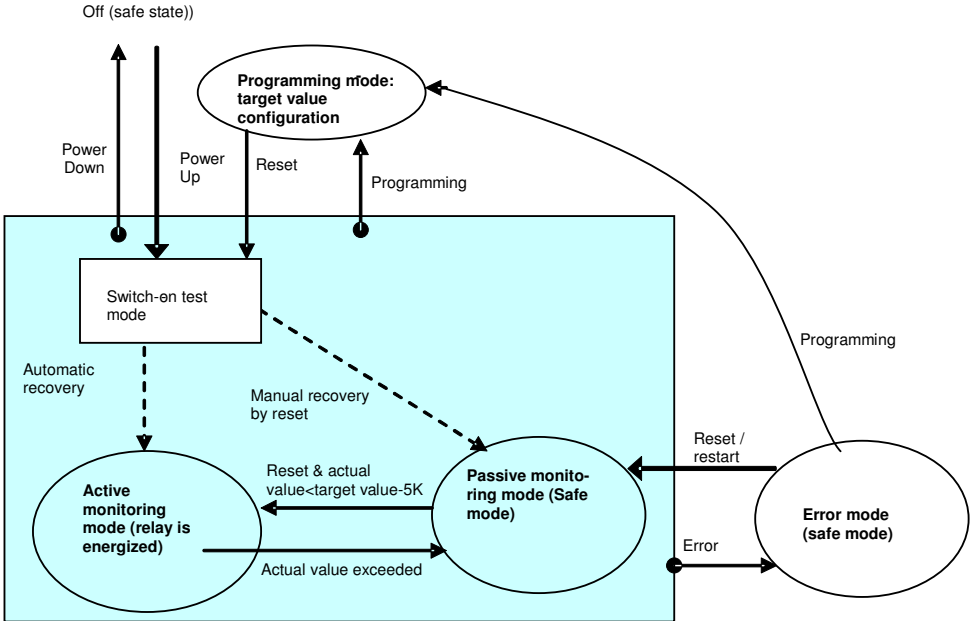 Off (safe state))
Programming mode:
target value
configuration
Power
Down
Power
Up
Reset
Programming
Switch-on test
mode
Programming
Automatic
recovery
Manual recovery
by reset
Reset /
restart
Reset & actual
value<target value-5K
Passive monito-
ring mode (Safe
mode)
Active
monitoring
mode (relay is
energized)
Error mode
(safe mode)
Error
Actual value exceeded